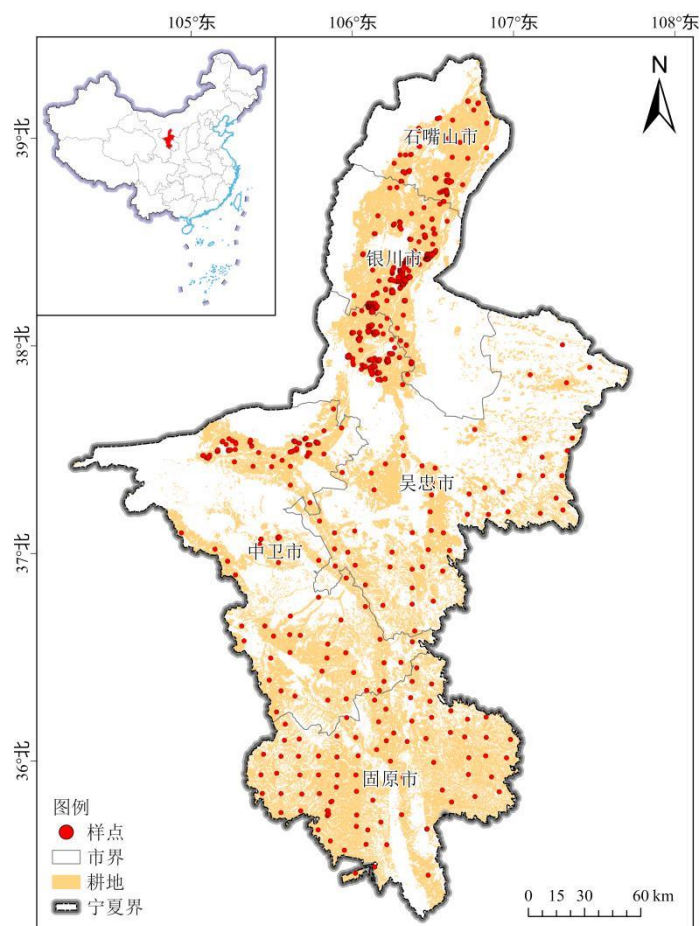 105°东
106°东
107°东
108°东
N
39°北
石嘴山市
银川市
38°北
吴忠市
中卫市
37°北
36°北
固原市
图例
样点
市界
耕地
宁夏界
0 15 30 60 km